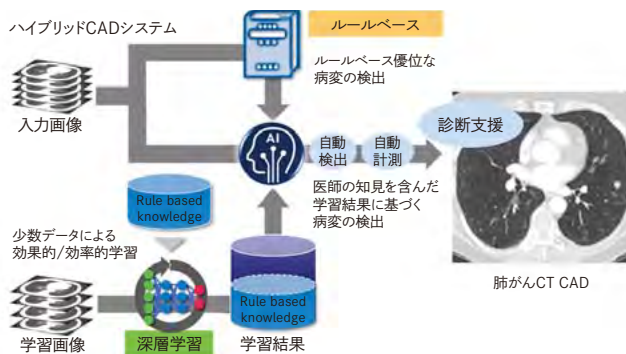 ハイブリッドCADシステム
ルールベース
ルールベース優位な
病変の検出
入力画像
AI
自動
検出
自動
計測
診断支援
医師の知見を含んだ
学習結果に基づく
病変の検出
Rule based
knowledge
少数データによる
効果的/効率的学習
Rule based
knowledge
学習画像
深層学習
学習結果
肺がんCT CAD